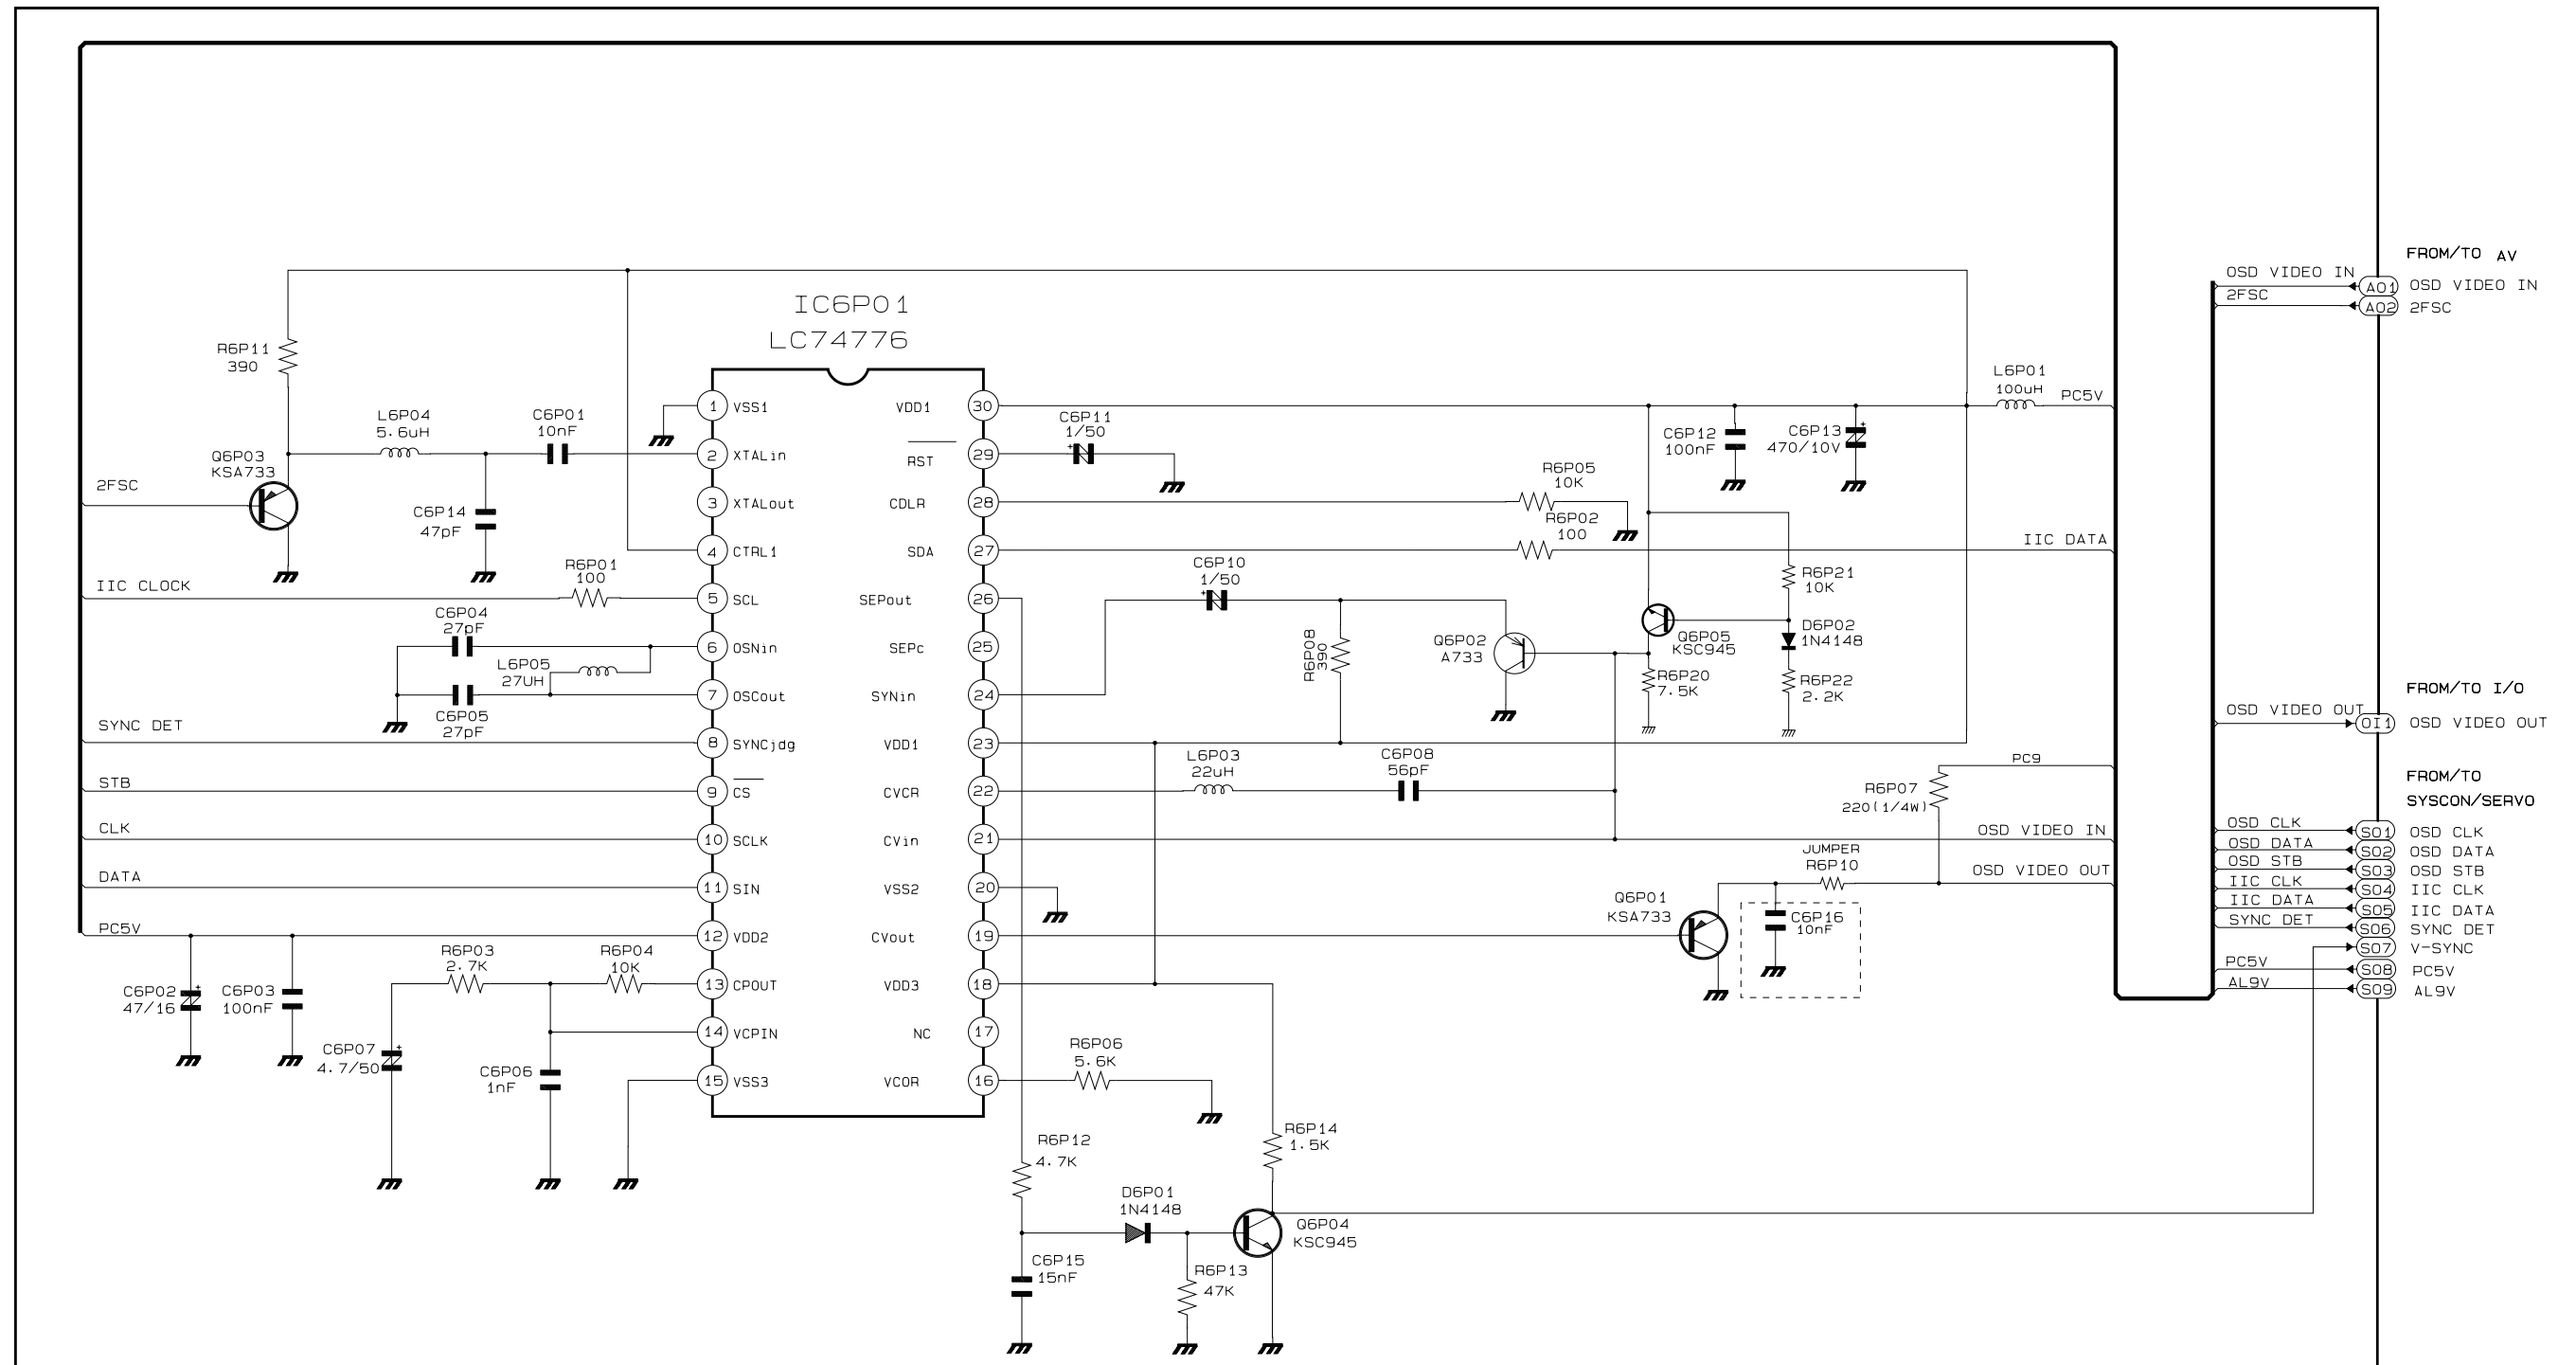 IC6P01
LC74776
R6P11
390
L6P04
5.6uH
C6P01
10nF
Q6P03
KSA733
2FSC
C6P14
47pF
R6P01
100
IIC CLOCK
C6P04
27pF
L6P05
27UH
C6P05
27pF
SYNC DET
STB
CLK
DATA
PC5V
C6P02
47/16
C6P03
100nF
R6P03
2.7K
R6P04
10K
C6P07
4.7/50
C6P06
1nF
1 VSS1
2 XTALin
3 XTALout
4 CTRL1
5 SCL
6 OSNin
7 OSCout
8 SYNCjdg
9 CS
10 SCLK
11 SIN
12 VDD2
13 CPOUT
14 VCPIN
15 VSS3
VDD1 30
RST 29
CDLR 28
SDA 27
SEPout 26
SEPc 25
SYNin 24
VDD1 23
CVCR 22
CVin 21
VSS2 20
CVout 19
VDD3 18
NC 17
VCOR 16
C6P11
1/50
R6P05
10K
R6P02
100
C6P10
1/50
R6P08
390
Q6P02
A733
L6P03
22uH
C6P08
56pF
C6P12
100nF
C6P13
470/10V
L6P01
100uH
PC5V
IIC DATA
R6P21
10K
D6P02
1N4148
Q6P05
KSC945
R6P20
7.5K
R6P22
2.2K
PC9
R6P07
220(1/4W)
OSD VIDEO IN
JUMPER
R6P10
OSD VIDEO OUT
Q6P01
KSA733
C6P16
10nF
R6P06
5.6K
R6P12
4.7K
R6P14
1.5K
D6P01
1N4148
Q6P04
KSC945
C6P15
15nF
R6P13
47K
FROM/TO AV
OSD VIDEO IN A01 OSD VIDEO IN
2FSC A02 2FSC
FROM/TO I/O
OSD VIDEO OUT OI1 OSD VIDEO OUT
FROM/TO
SYSCON/SERVO
OSD CLK S01 OSD CLK
OSD DATA S02 OSD DATA
OSD STB S03 OSD STB
IIC CLK S04 IIC CLK
IIC DATA S05 IIC DATA
SYNC DET S06 SYNC DET
S07 V-SYNC
PC5V S08 PC5V
AL9V S09 AL9V